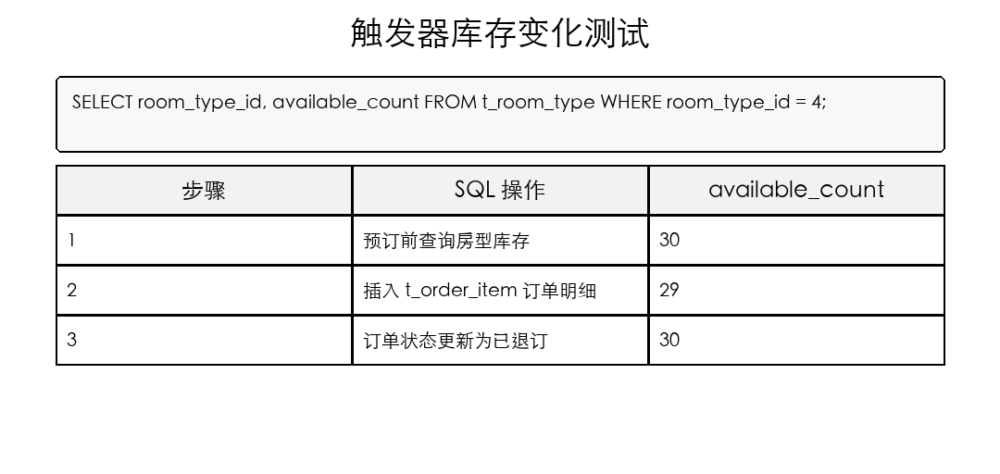 触发器库存变化测试
SELECT room_type_id, available_count FROM t_room_type WHERE room_type_id = 4;
步骤 SQL 操作 available_count
1 预订前查询房型库存 30
2 插入 t_order_item 订单明细 29
3 订单状态更新为已退订 30